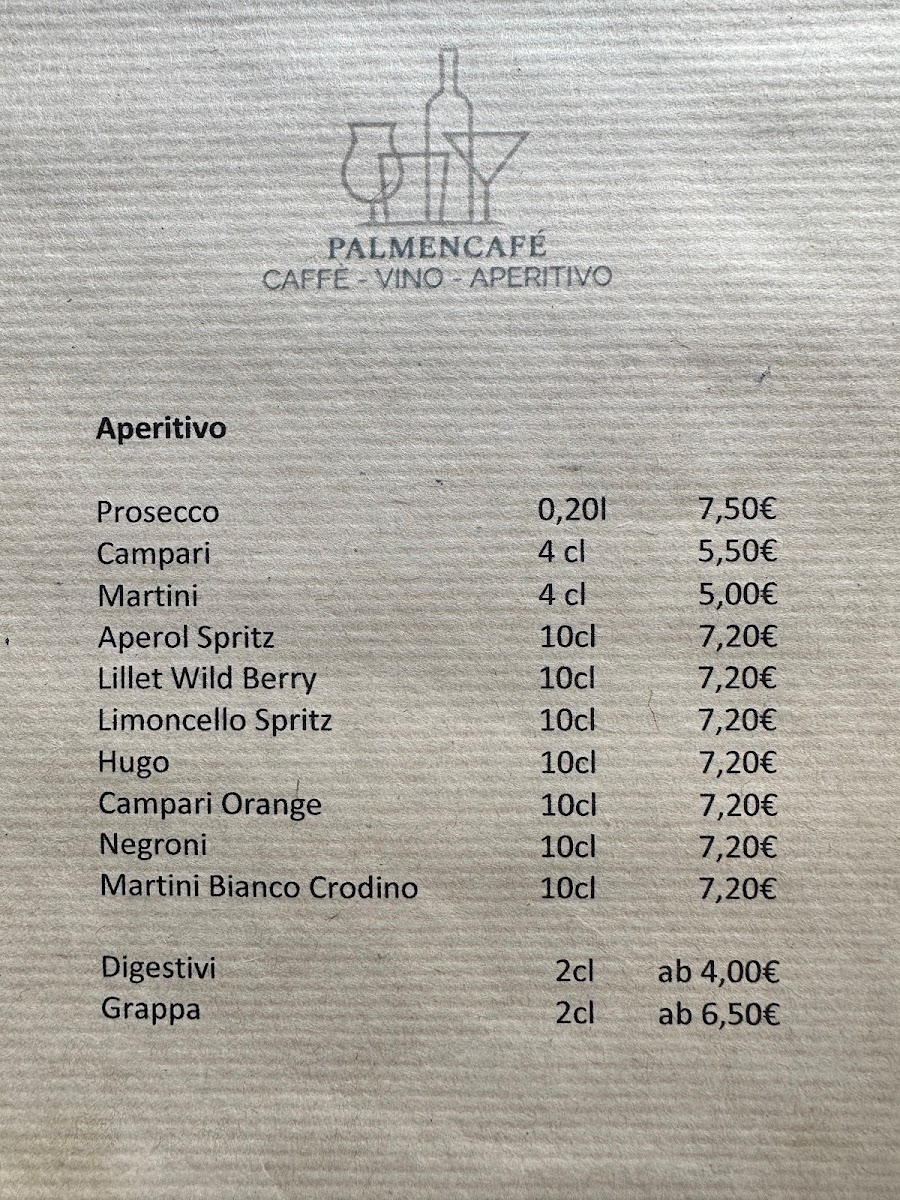 PALMENCAFÉ
CAFFÈ - VINO - APERITIVO
Aperitivo
Prosecco 0,20l 7,50€
Campari 4 cl 5,50€
Martini 4 cl 5,00€
Aperol Spritz 10cl 7,20€
Lillet Wild Berry 10cl 7,20€
Limoncello Spritz 10cl 7,20€
Hugo 10cl 7,20€
Campari Orange 10cl 7,20€
Negroni 10cl 7,20€
Martini Bianco Crodino 10cl 7,20€
Digestivi 2cl ab 4,00€
Grappa 2cl ab 6,50€